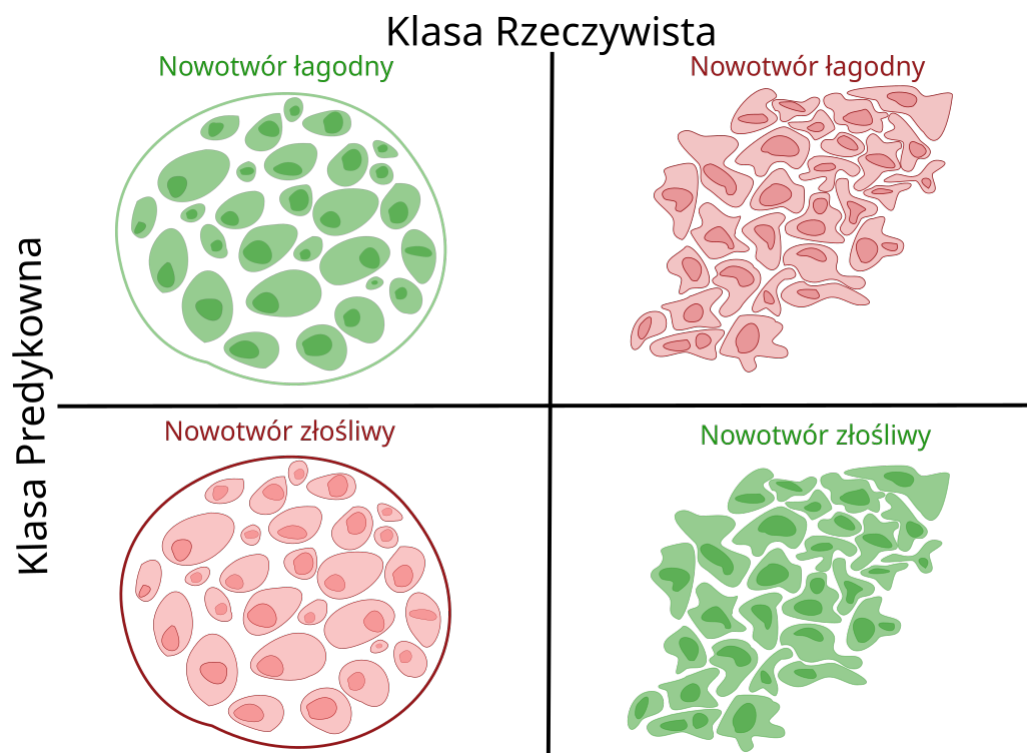 Klasa Rzeczywista
Nowotwór łagodny
Nowotwór łagodny
Klasa Predykowna
Nowotwór złośliwy
Nowotwór złośliwy